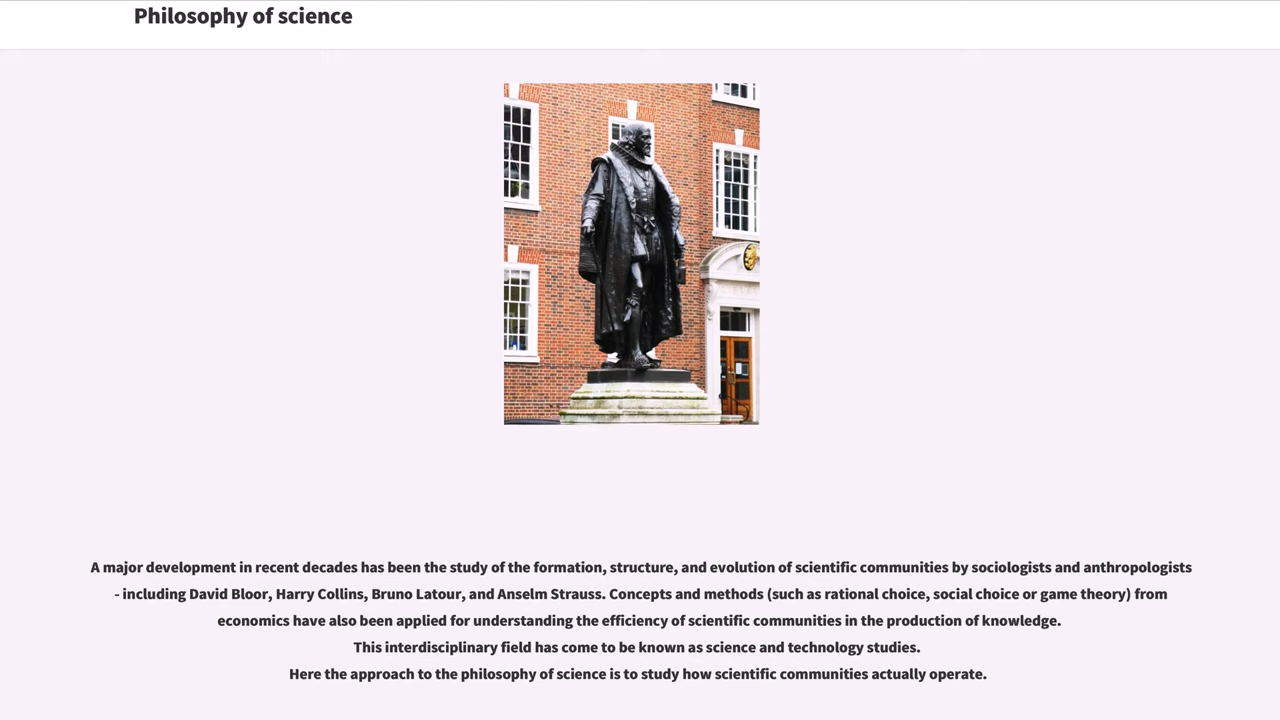 Philosophy of science
A major development in recent decades has been the study of the formation, structure, and evolution of scientific communities by sociologists and anthropologists
- including David Bloor, Harry Collins, Bruno Latour, and Anselm Strauss. Concepts and methods (such as rational choice, social choice or game theory) from
economics have also been applied for understanding the efficiency of scientific communities in the production of knowledge.
This interdisciplinary field has come to be known as science and technology studies.
Here the approach to the philosophy of science is to study how scientific communities actually operate.